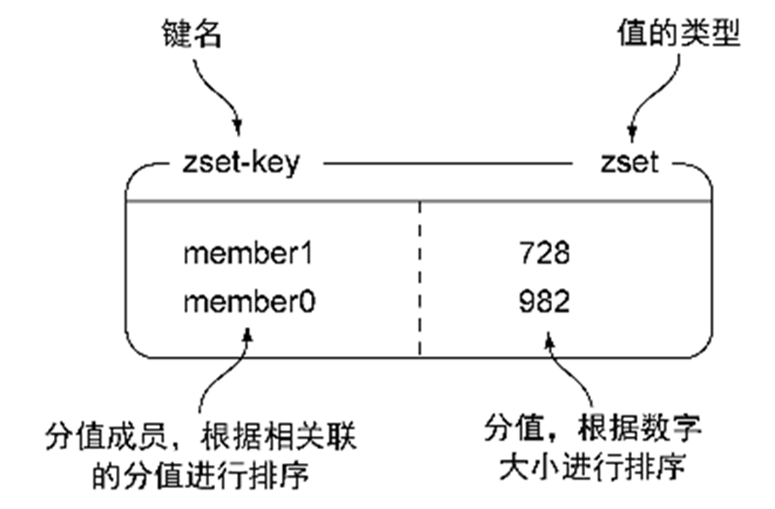 键名
值的类型
zset-key
zset
member1
728
member0
982
分值成员，根据相关联
的分值进行排序
分值，根据数字
大小进行排序